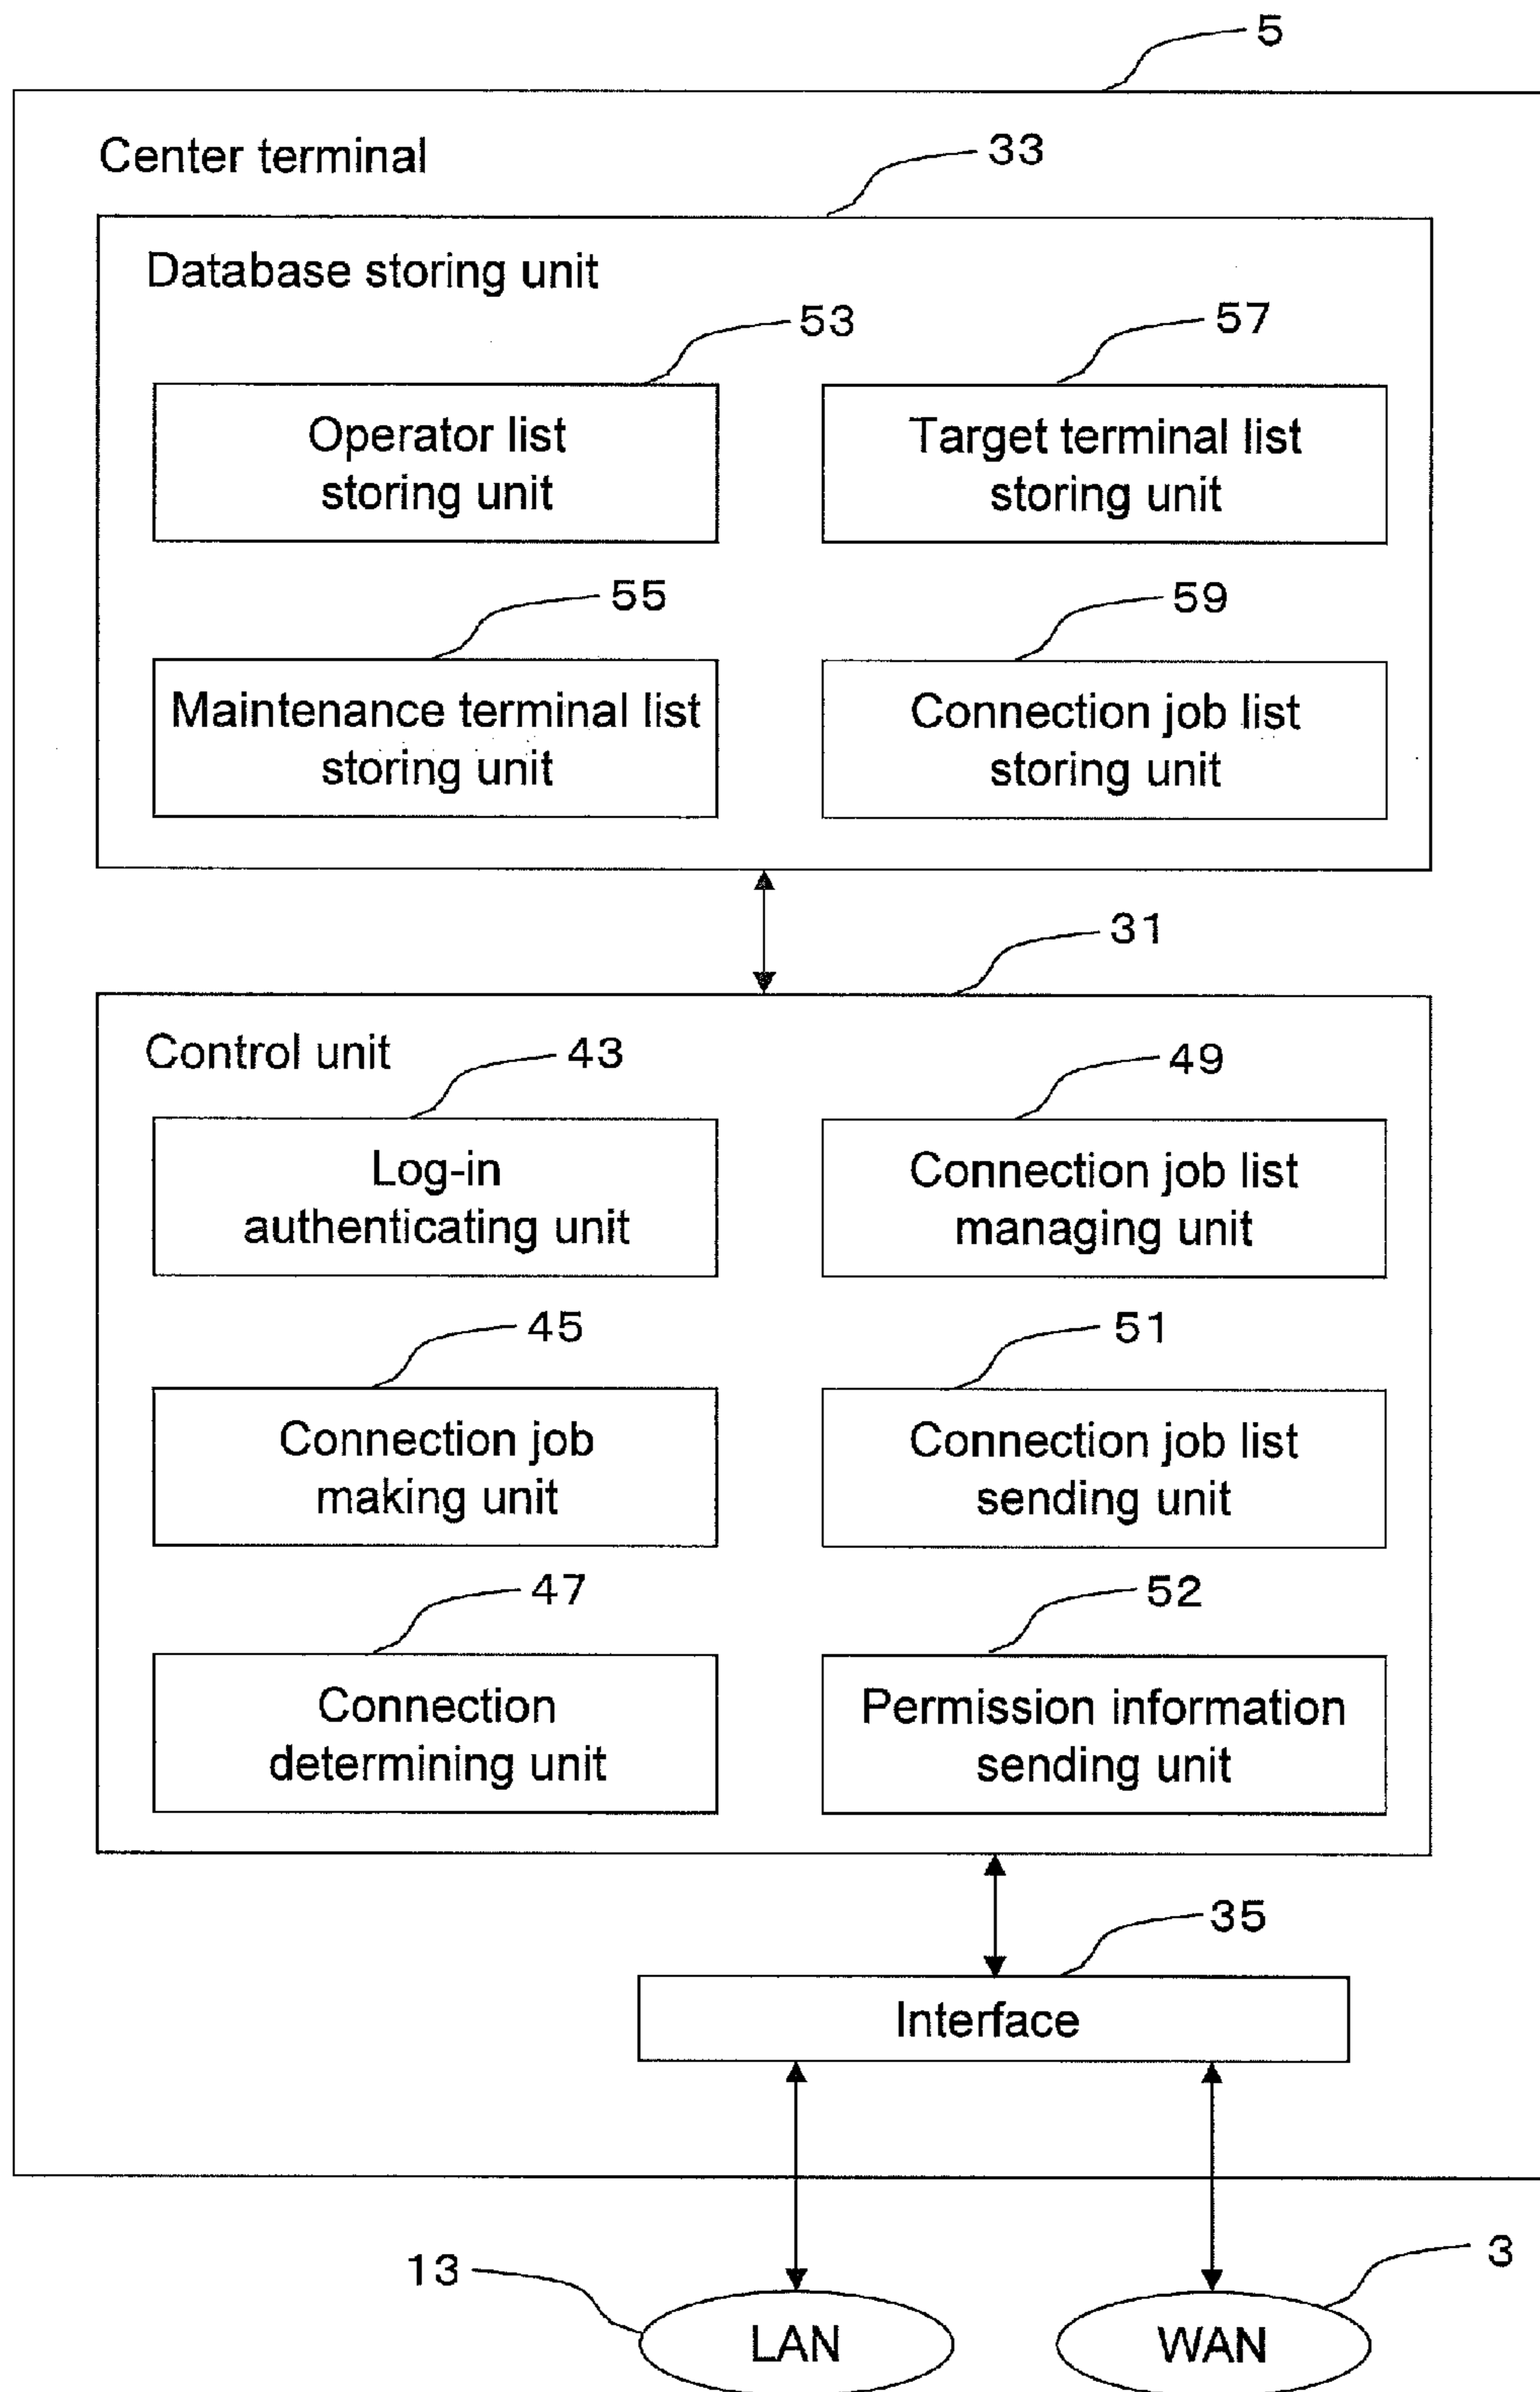 5
Center terminal
33
Database storing unit
53
57
Operator list
storing unit
Target terminal list
storing unit
55
59
Maintenance terminal list
storing unit
Connection job list
storing unit
31
Control unit
43
49
Log-in
authenticating unit
Connection job list
managing unit
45
51
Connection job
making unit
Connection job list
sending unit
47
52
Connection
determining unit
Permission information
sending unit
35
Interface
13
3
LAN
WAN